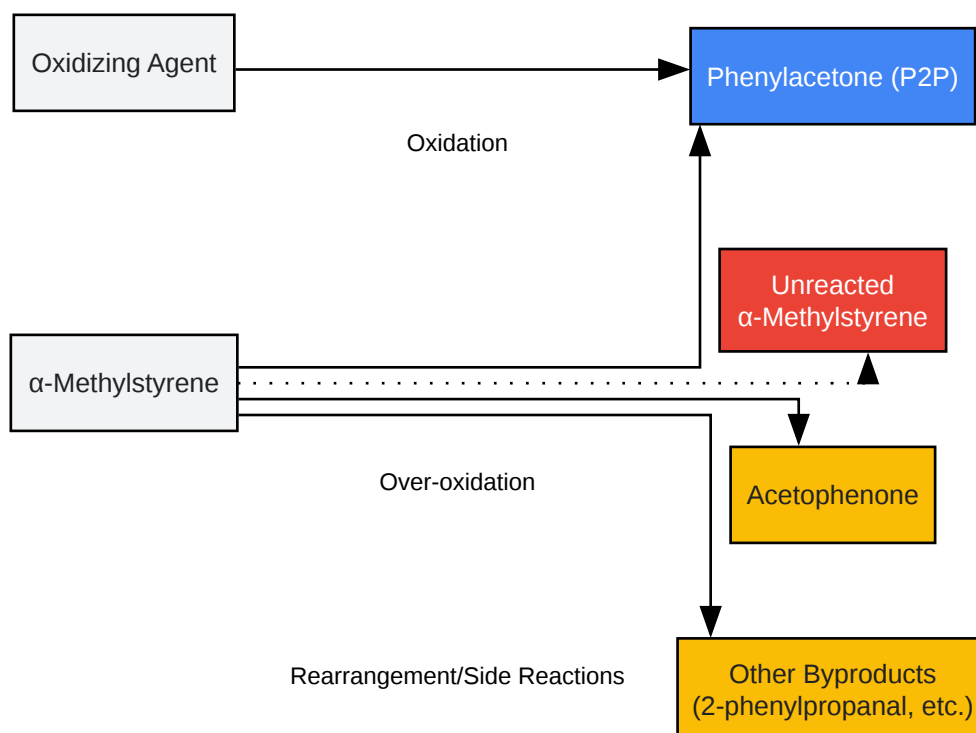 Oxidizing Agent
Phenylacetone (P2P)
Oxidation
Unreacted
α-Methylstyrene
α-Methylstyrene
Over-oxidation
Acetophenone
Rearrangement/Side Reactions
Other Byproducts
(2-phenylpropanal, etc.)